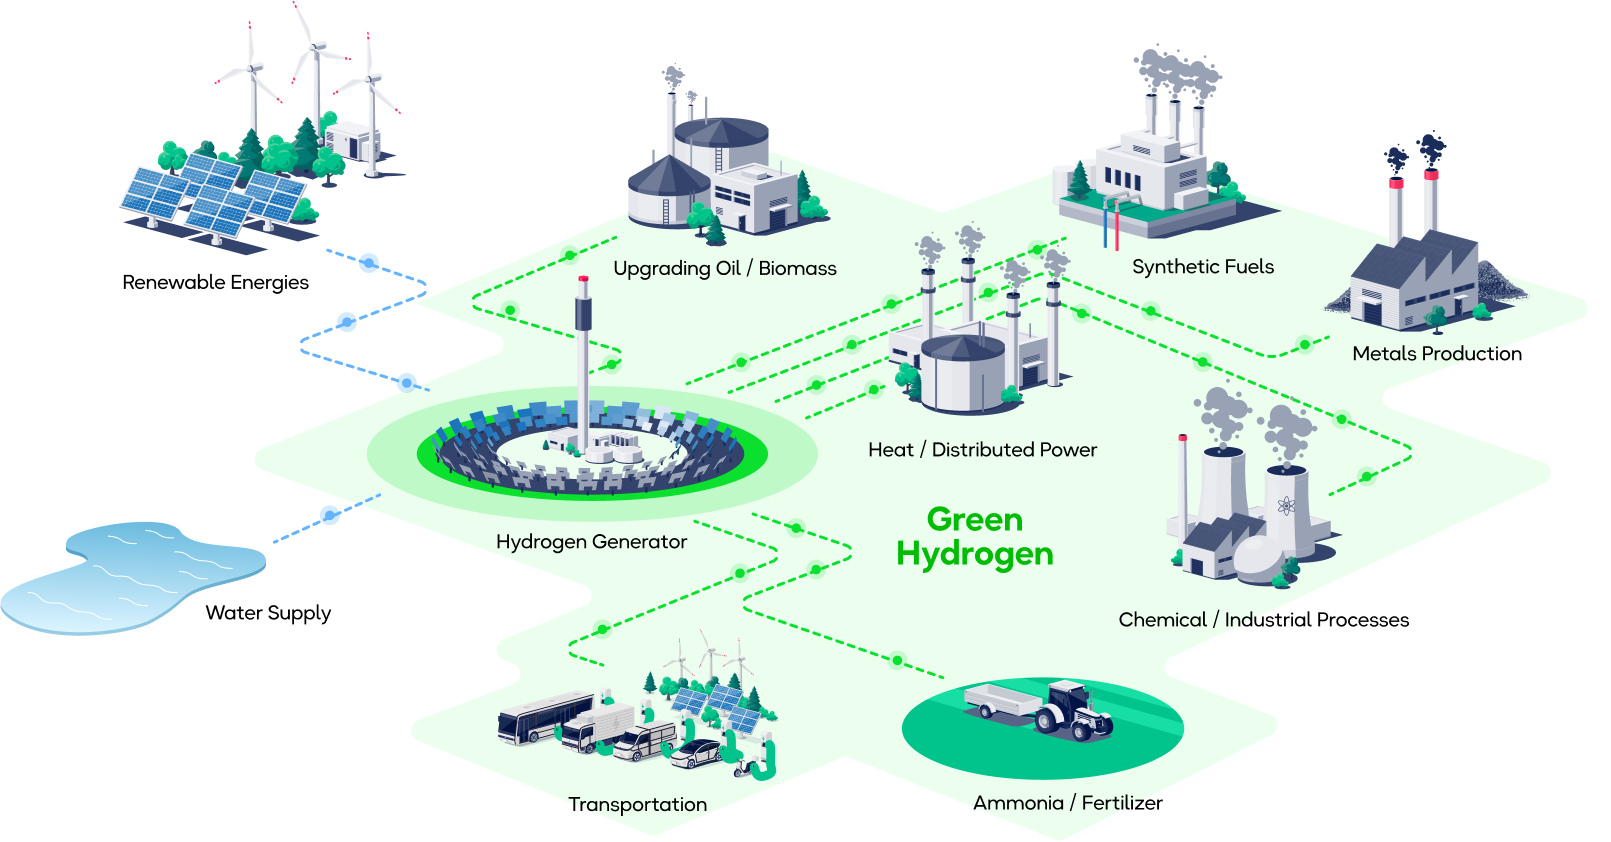 Renewable Energies
Upgrading Oil / Biomass
Synthetic Fuels
Metals Production
Heat / Distributed Power
Hydrogen Generator
Green
Hydrogen
Water Supply
Chemical / Industrial Processes
Transportation
Ammonia / Fertilizer